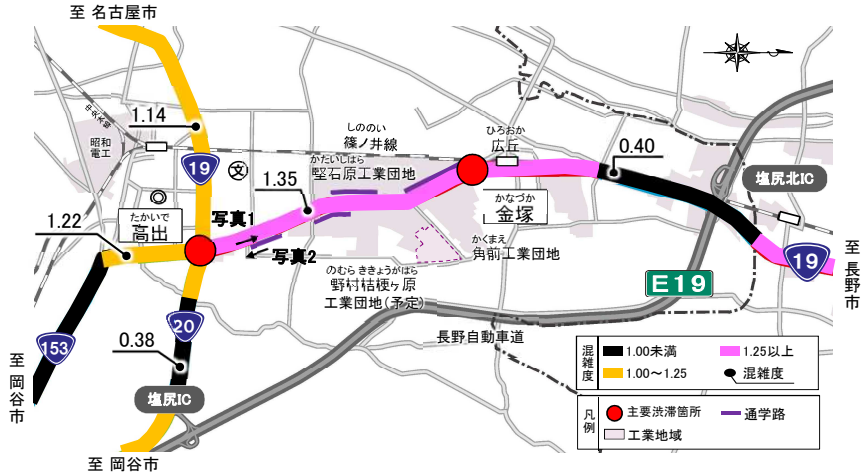 至 名古屋市
中央本線
昭和
電工
1.14
19
文
しののい
篠ノ井線
かたいしはら
堅石原工業団地
ひろおか
広丘
0.40
塩尻北IC
1.35
たかいで
高出
写真1
写真2
かなづか
金塚
かくまえ
角前工業団地
1.22
のむら ききょうがはら
野村桔梗ヶ原
工業団地(予定)
19
至 長野市
E19
153
20
0.38
長野自動車道
至 岡谷市
塩尻IC
至 岡谷市
混雑度
1.00未満
1.25以上
1.00～1.25
混雑度
凡例
主要渋滞箇所
通学路
工業地域